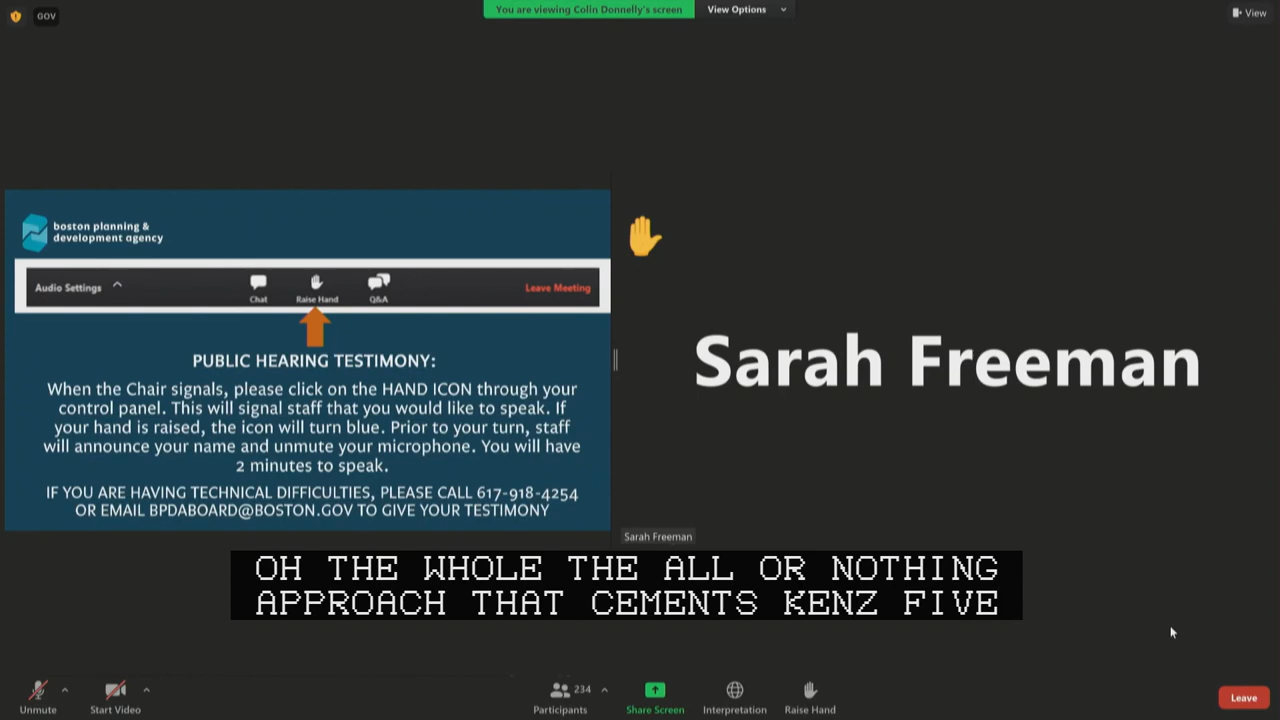 GOV
You are viewing Colin Donnelly's screen
View Options
View
boston planning &
development agency
Audio Settings
Chat
Raise Hand
Q&A
Leave Meeting
PUBLIC HEARING TESTIMONY:
When the Chair signals, please click on the HAND ICON through your
control panel. This will signal staff that you would like to speak. If
your hand is raised, the icon will turn blue. Prior to your turn, staff
will announce your name and unmute your microphone. You will have
2 minutes to speak.
IF YOU ARE HAVING TECHNICAL DIFFICULTIES, PLEASE CALL 617-918-4254
OR EMAIL BPDABOARD@BOSTON.GOV TO GIVE YOUR TESTIMONY
Sarah Freeman
Sarah Freeman
OH THE WHOLE THE ALL OR NOTHING
APPROACH THAT CEMENTS KENZ FIVE
Unmute
Start Video
234
Participants
Share Screen
Interpretation
Raise Hand
Leave